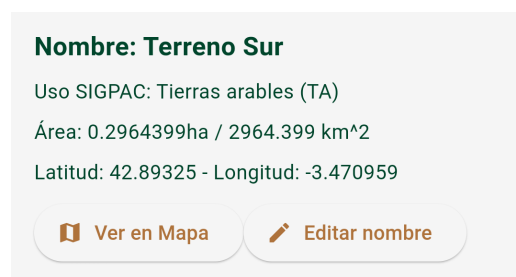 Nombre: Terreno Sur
Uso SIGPAC: Tierras arables (TA)
Área: 0.2964399ha / 2964.399 km^2
Latitud: 42.89325 - Longitud: -3.470959
Ver en Mapa Editar nombre